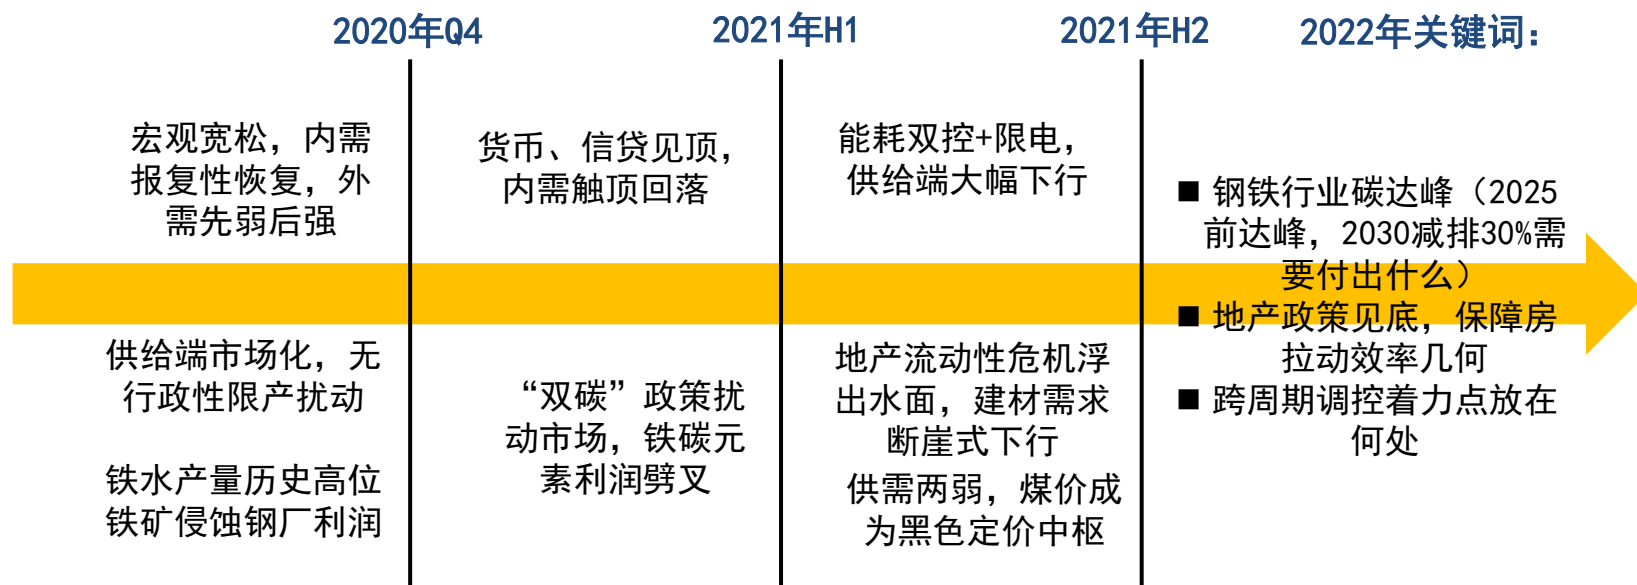 2020年Q4
2021年H1
2021年H2
2022年关键词：
宏观宽松，内需
报复性恢复，外
需先弱后强
供给端市场化，无
行政性限产扰动
铁水产量历史高位
铁矿侵蚀钢厂利润
货币、信贷见顶，
内需触顶回落
“双碳”政策扰
动市场，铁碳元
素利润劈叉
能耗双控+限电，
供给端大幅下行
地产流动性危机浮
出水面，建材需求
断崖式下行
供需两弱，煤价成
为黑色定价中枢
■ 钢铁行业碳达峰（2025
前达峰，2030减排30%需
要付出什么）
■ 地产政策见底，保障房
拉动效率几何
■ 跨周期调控着力点放在
何处